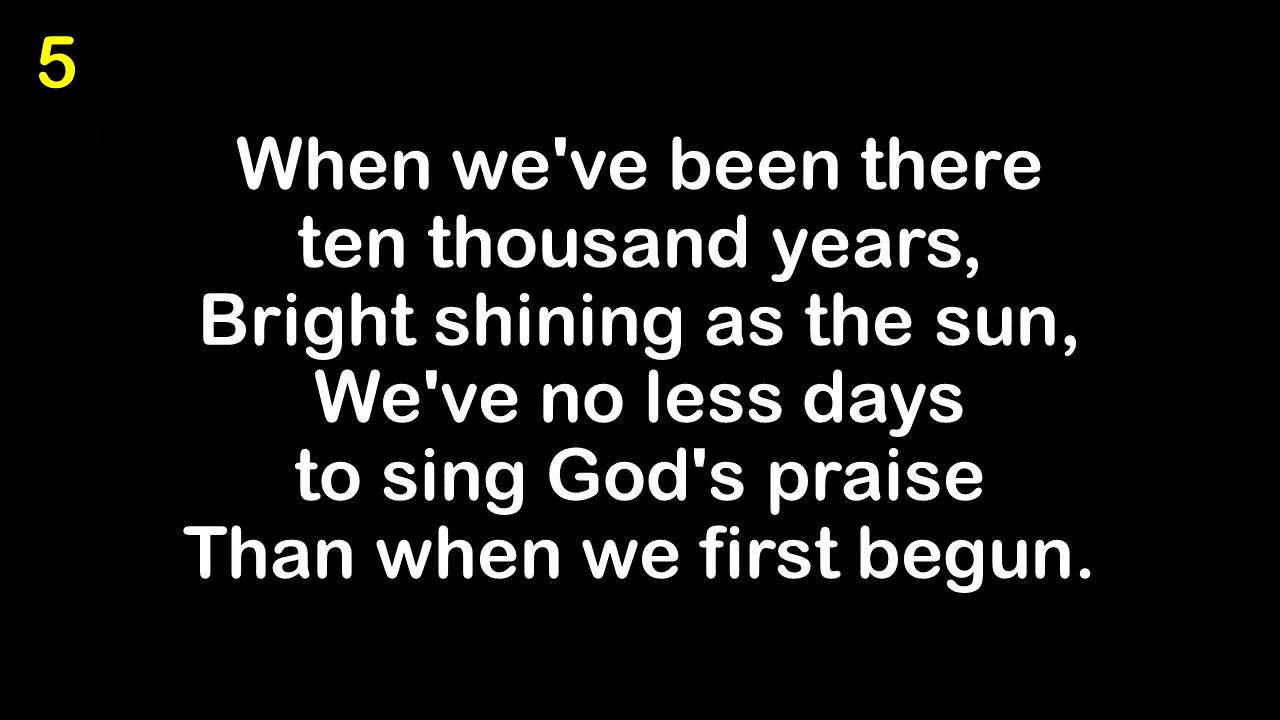 5
When we've been there
ten thousand years,
Bright shining as the sun,
We've no less days
to sing God's praise
Than when we first begun.